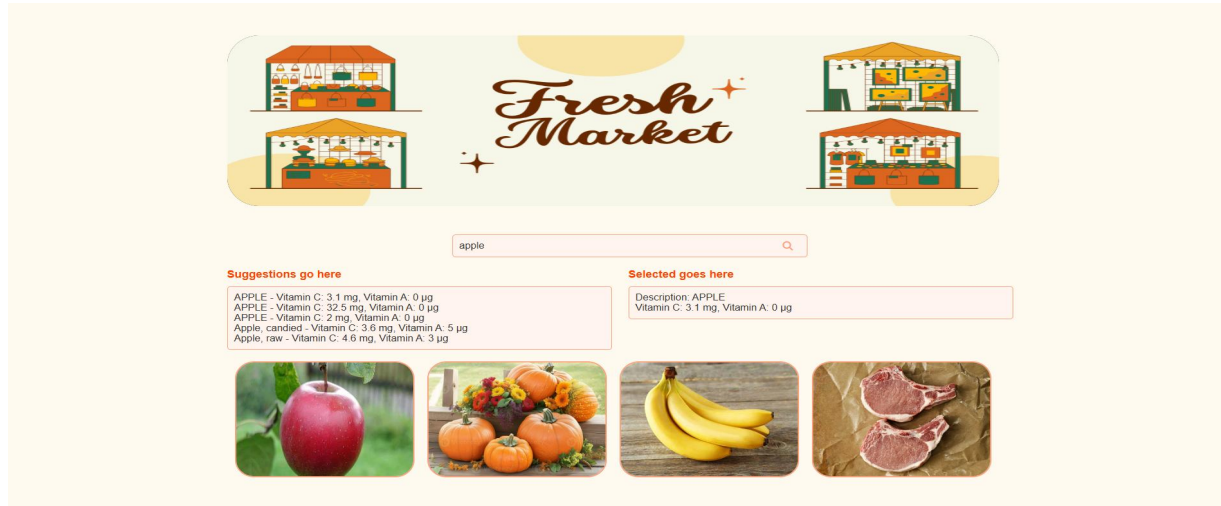 Fresh
Market
apple
Suggestions go here
APPLE - Vitamin C: 3.1 mg, Vitamin A: 0 µg
APPLE - Vitamin C: 32.5 mg, Vitamin A: 0 µg
APPLE - Vitamin C: 2 mg, Vitamin A: 0 µg
Apple, candied - Vitamin C: 3.6 mg, Vitamin A: 5 µg
Apple, raw - Vitamin C: 4.6 mg, Vitamin A: 3 µg
Selected goes here
Description: APPLE
Vitamin C: 3.1 mg, Vitamin A: 0 µg